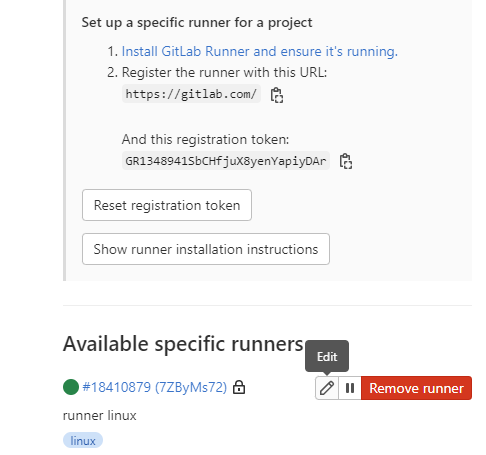 Set up a specific runner for a project
1. Install GitLab Runner and ensure it's running.
2. Register the runner with this URL:
https://gitlab.com/
And this registration token:
GR1348941SbCHfjuX8yenYapiyDAr
Reset registration token
Show runner installation instructions
Available specific runners
Edit
#18410879 (7ZByMs72)
Remove runner
runner linux
linux